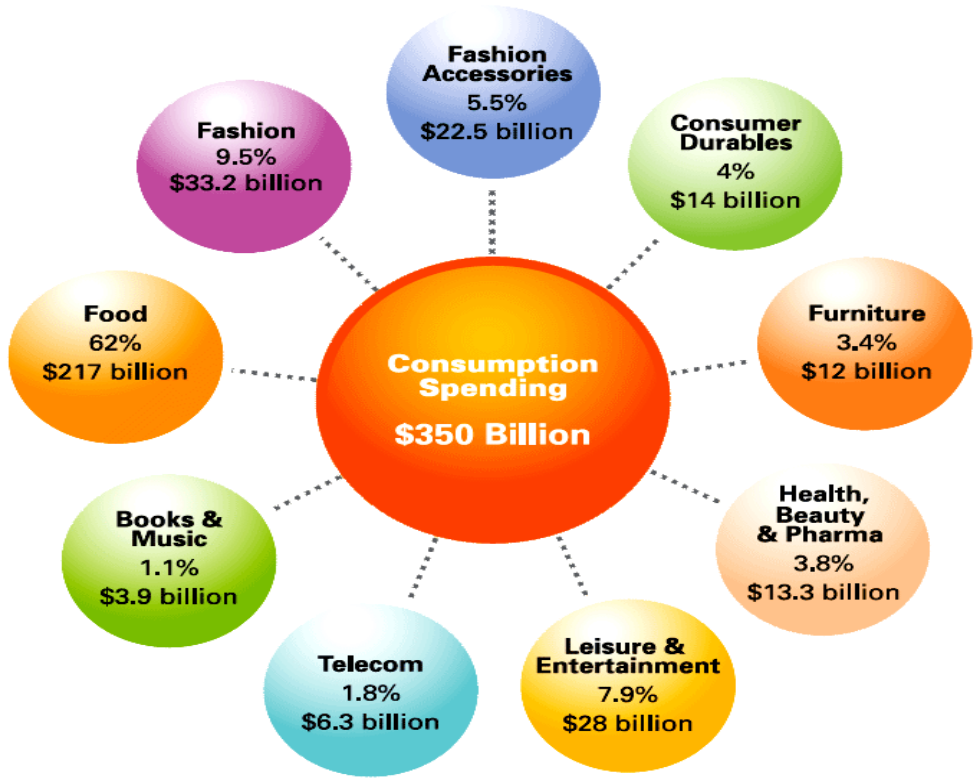 Fashion
Accessories
5.5%
$22.5 billion
Fashion
9.5%
$33.2 billion
Consumer
Durables
4%
$14 billion
Food
62%
$217 billion
Consumption
Spending
$350 Billion
Furniture
3.4%
$12 billion
Books &
Music
1.1%
$3.9 billion
Health,
Beauty
& Pharma
3.8%
$13.3 billion
Telecom
1.8%
$6.3 billion
Leisure &
Entertainment
7.9%
$28 billion